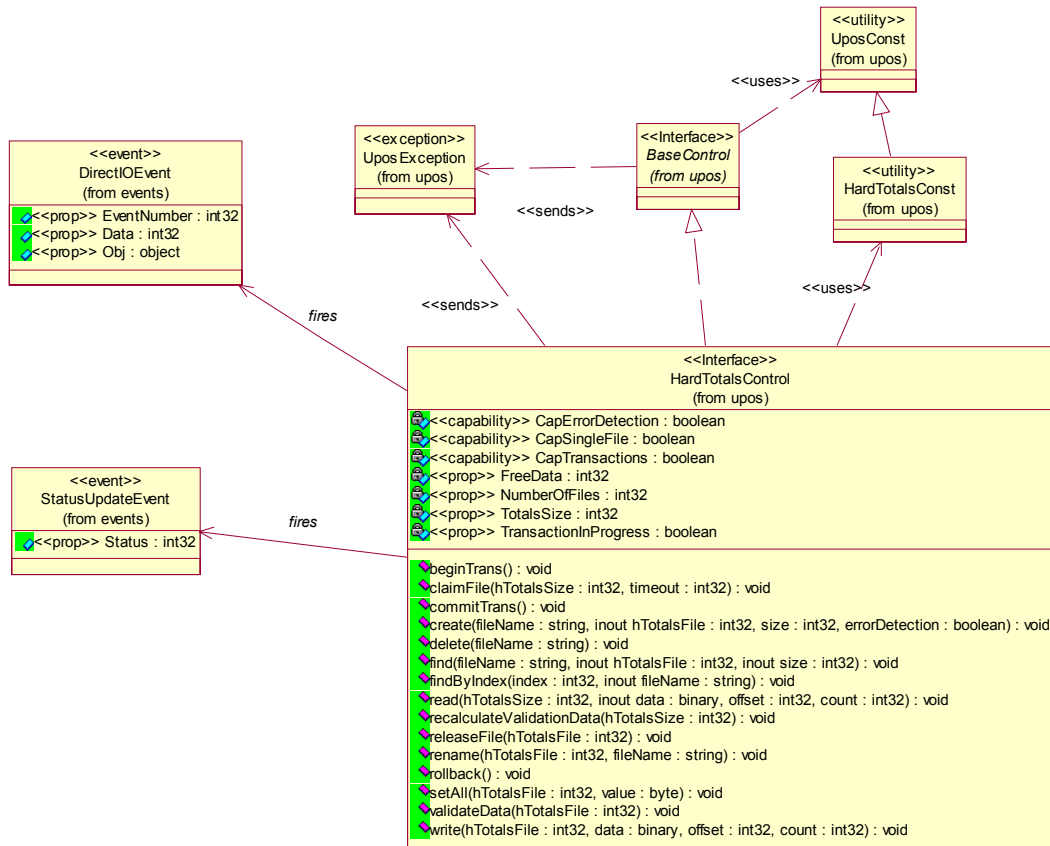 <<utility>>
UposConst
(from upos)
<<uses>>
<<exception>>
UposException
(from upos)
<<Interface>>
BaseControl
(from upos)
<<event>>
DirectIOEvent
(from events)
<<prop>> EventNumber : int32
<<prop>> Data : int32
<<prop>> Obj : object
<<utility>>
HardTotalsConst
(from upos)
<<sends>>
<<sends>>
<<uses>>
fires
<<Interface>>
HardTotalsControl
(from upos)
<<capability>> CapErrorDetection : boolean
<<capability>> CapSingleFile : boolean
<<capability>> CapTransactions : boolean
<<prop>> FreeData : int32
<<prop>> NumberOfFiles : int32
<<prop>> TotalsSize : int32
<<prop>> TransactionInProgress : boolean
<<event>>
StatusUpdateEvent
(from events)
<<prop>> Status : int32
fires
beginTrans() : void
claimFile(hTotalsSize : int32, timeout : int32) : void
commitTrans() : void
create(fileName : string, inout hTotalsFile : int32, size : int32, errorDetection : boolean) : void
delete(fileName : string) : void
find(fileName : string, inout hTotalsFile : int32, inout size : int32) : void
findByIndex(index : int32, inout fileName : string) : void
read(hTotalsSize : int32, inout data : binary, offset : int32, count : int32) : void
recalculateValidationData(hTotalsSize : int32) : void
releaseFile(hTotalsFile : int32) : void
rename(hTotalsFile : int32, fileName : string) : void
rollback() : void
setAll(hTotalsFile : int32, value : byte) : void
validateData(hTotalsFile : int32) : void
write(hTotalsFile : int32, data : binary, offset : int32, count : int32) : void